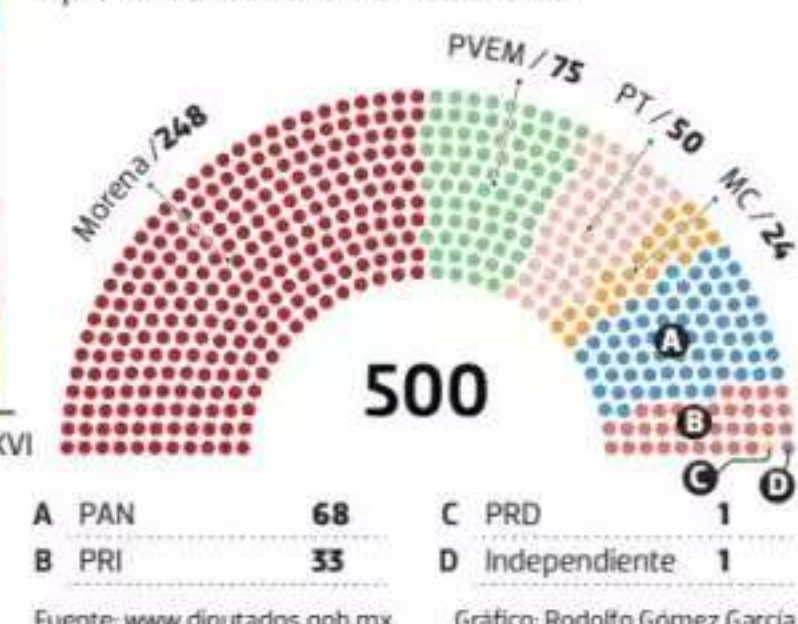 PVEM / 75
PT / 50
Morena / 248
MC / 24
500
A
B
C
D
XVI
A PAN 68
C PRD 1
B PRI 33
D Independiente 1
Fuente: www.diputados.gob.mx
Gráfico: Rodolfo Gómez García